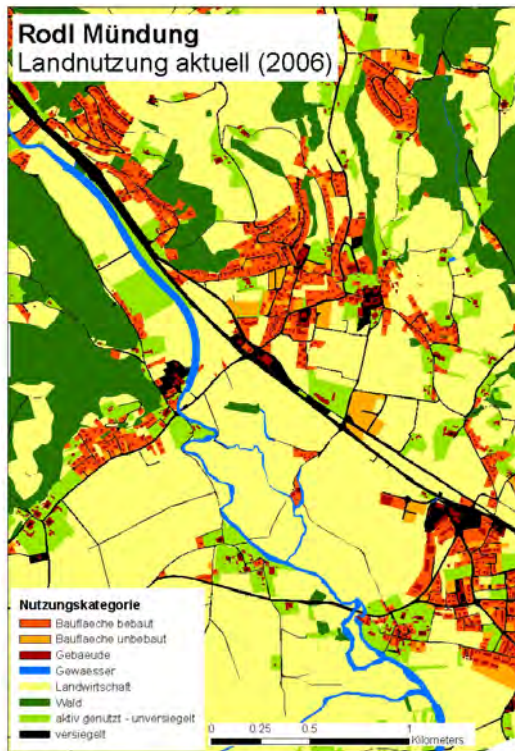 Rodl Mündung
Landnutzung aktuell (2006)
Nutzungskategorie
Bauflaeche bebaut
Bauflaeche unbebaut
Gebaeude
Gewaesser
Landwirtschaft
Wald
aktiv genutzt - unversiegelt
versiegelt
0 0.25 0.5 1
Kilometers